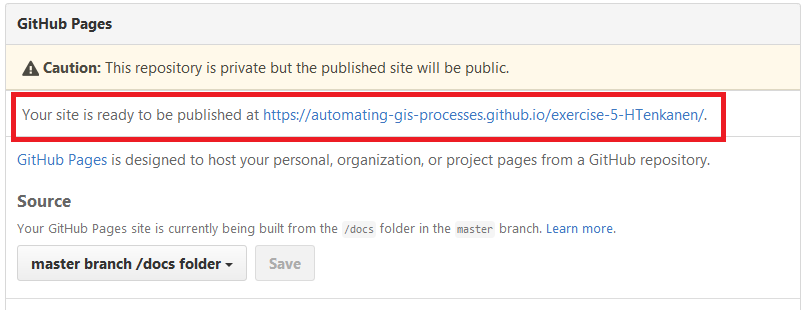 GitHub Pages
Caution: This repository is private but the published site will be public.
Your site is ready to be published at https://automating-gis-processes.github.io/exercise-5-HTenkanen/.
GitHub Pages is designed to host your personal, organization, or project pages from a GitHub repository.
Source
Your GitHub Pages site is currently being built from the /docs folder in the master branch. Learn more.
master branch /docs folder
Save